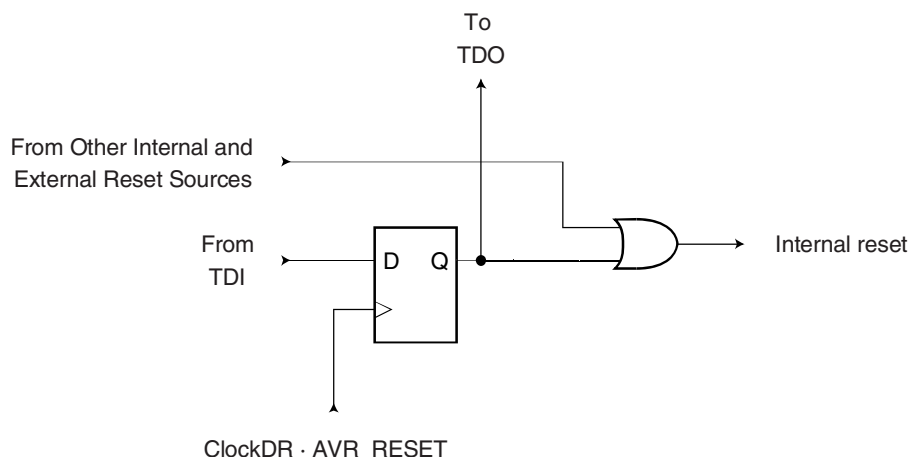 To
TDO
From Other Internal and
External Reset Sources
From
TDI
D Q
Internal reset
ClockDR · AVR_RESET